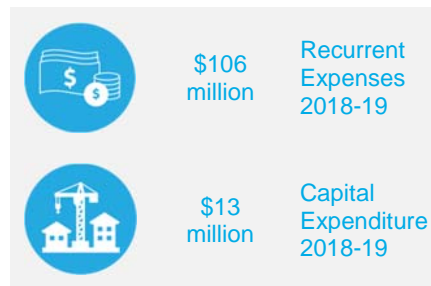 $
$
$106
million
Recurrent
Expenses
2018-19
$13
million
Capital
Expenditure
2018-19